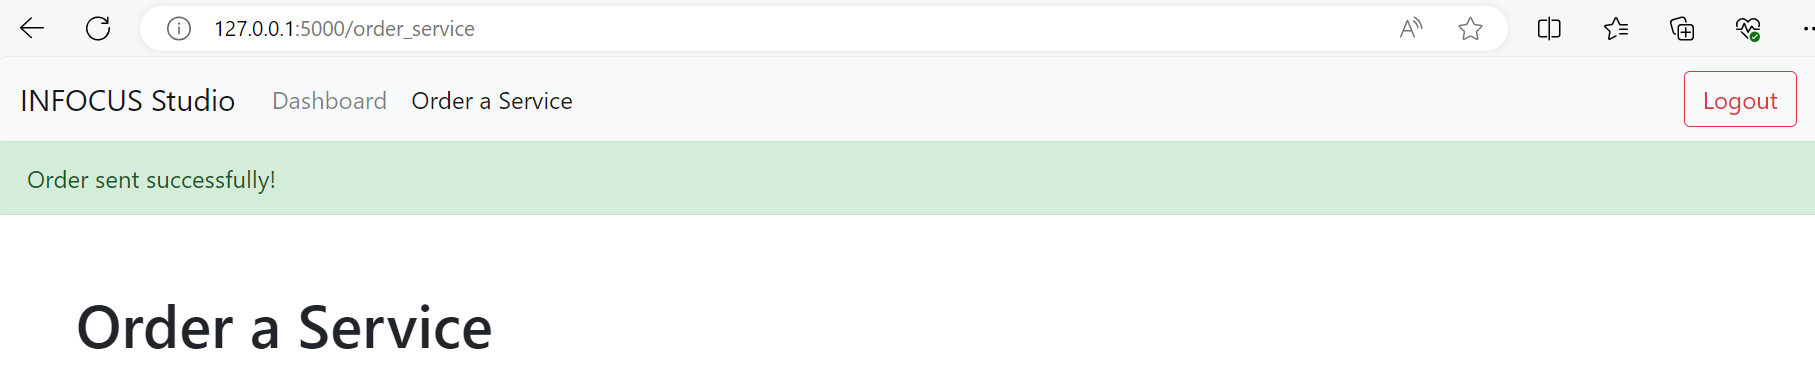 127.0.0.1:5000/order_service
INFOCUS Studio Dashboard Order a Service Logout
Order sent successfully!
Order a Service